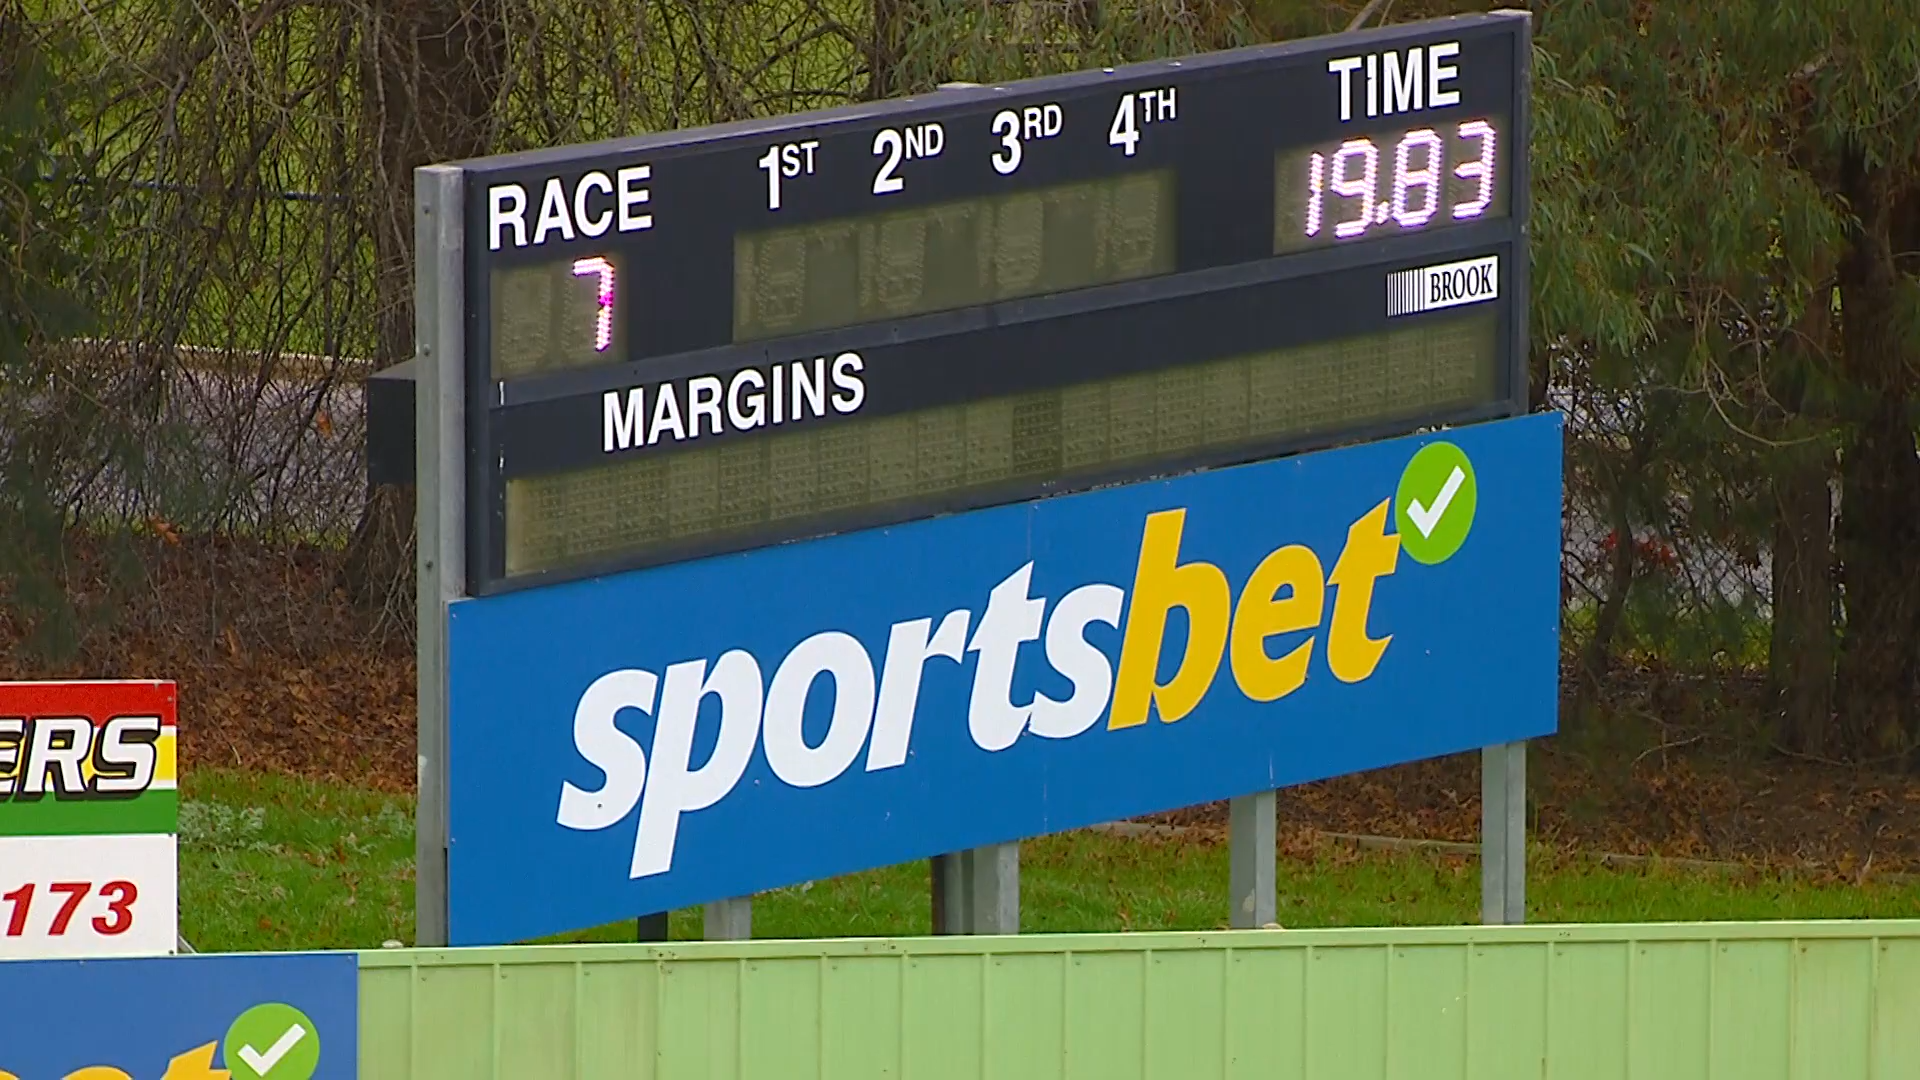 RACE 1ST 2ND 3RD 4TH TIME
7 19.83
BROOK
MARGINS
sportsbet
ERS
173